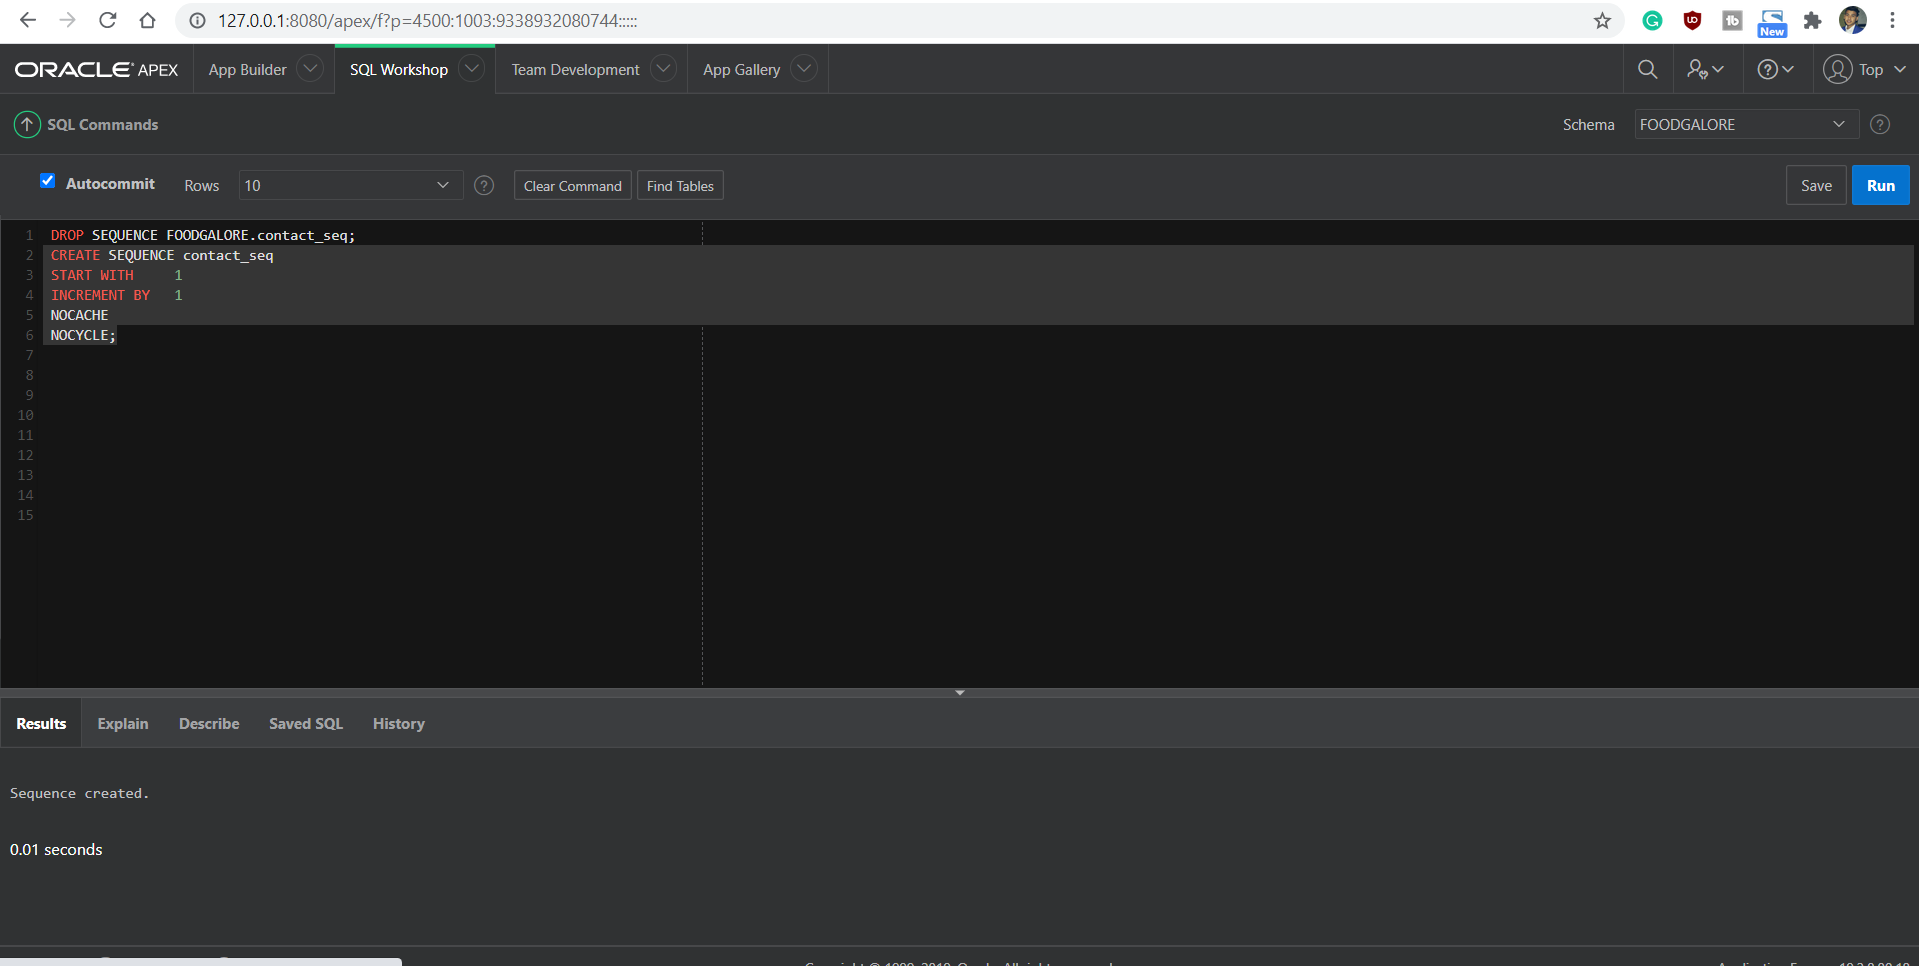 127.0.0.1:8080/apex/f?p=4500:1003:9338932080744:::::
New
ORACLE APEX App Builder SQL Workshop Team Development App Gallery Top
SQL Commands Schema FOODGALORE
Autocommit Rows 10 Clear Command Find Tables Save Run
1 DROP SEQUENCE FOODGALORE.contact_seq;
2 CREATE SEQUENCE contact_seq
3 START WITH 1
4 INCREMENT BY 1
5 NOCACHE
6 NOCYCLE;
7
8
9
10
11
12
13
14
15
Results Explain Describe Saved SQL History
Sequence created.
0.01 seconds